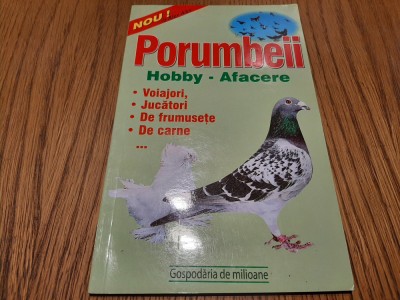 NOU !
Porumbeii
Hobby - Afacere
• Voiajori,
• Jucători
• De frumusețe
• De carne
...
Gospodăria de milioane